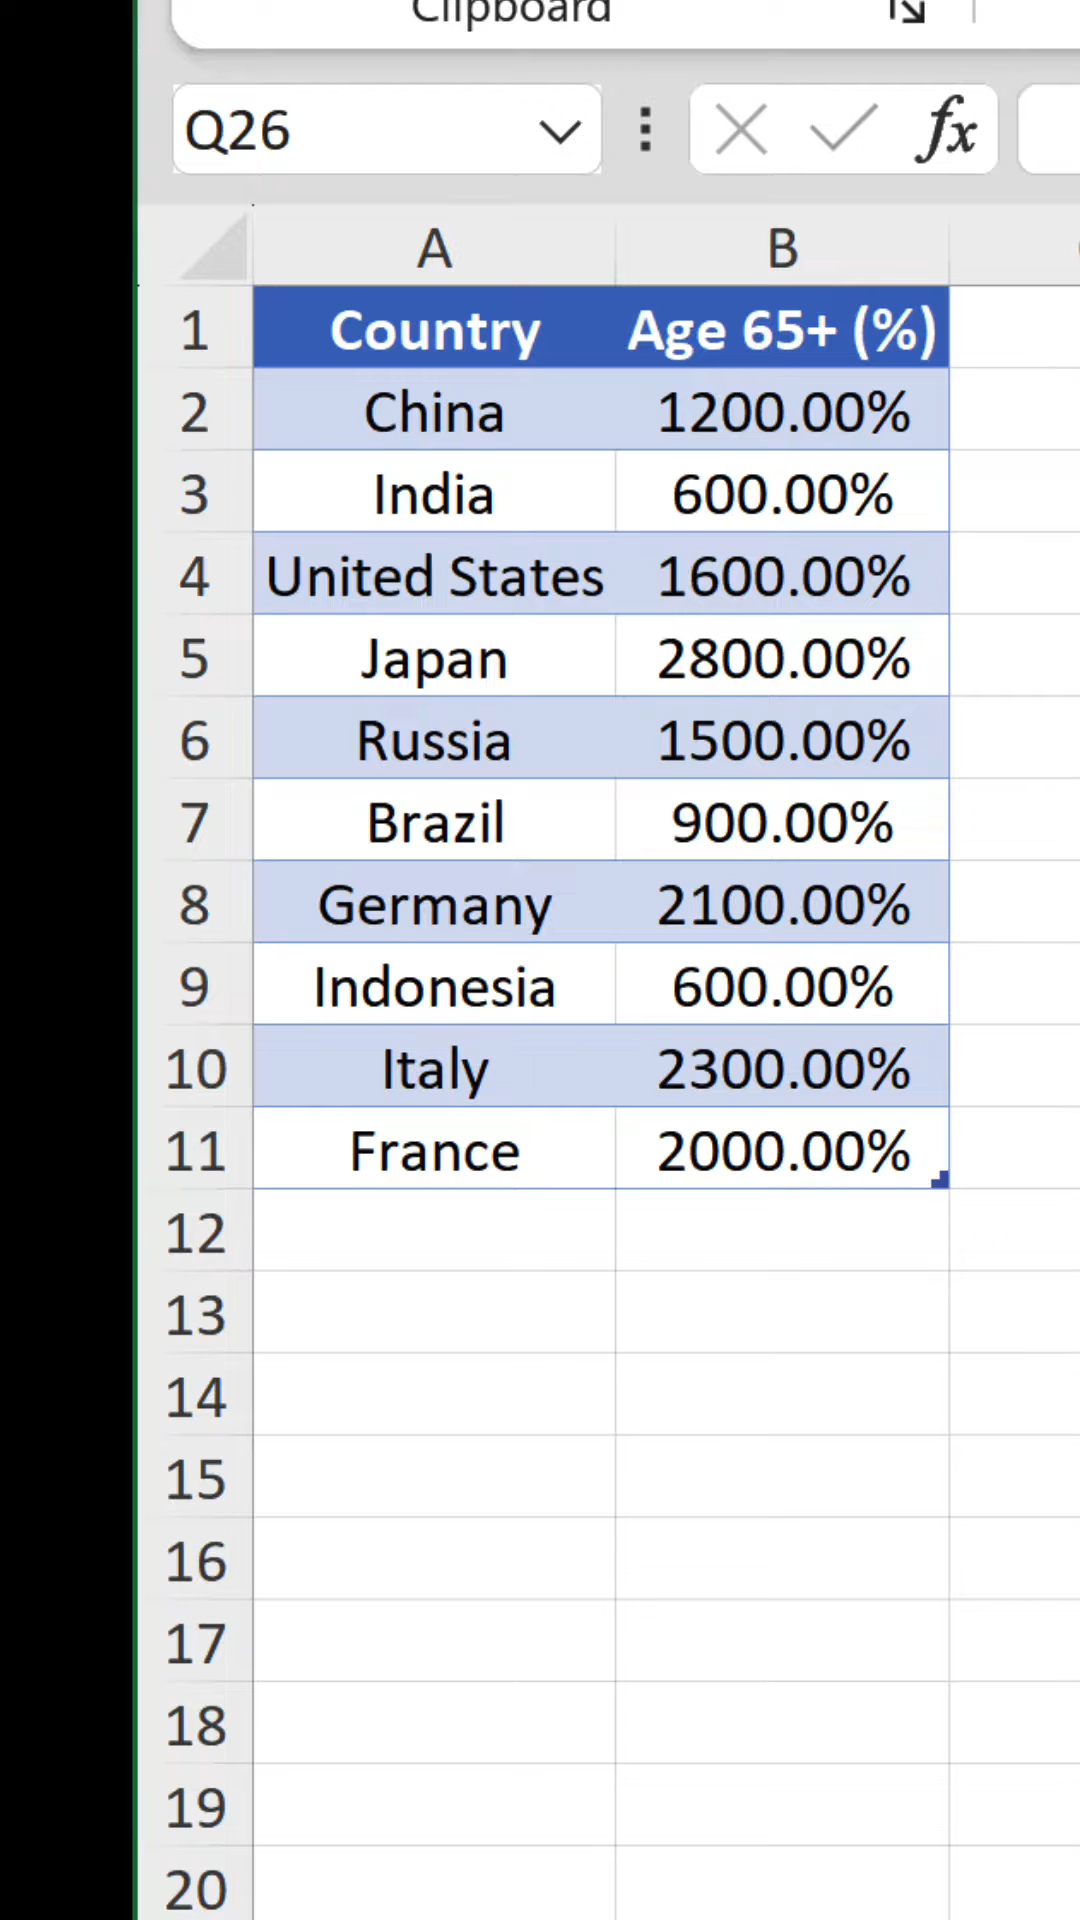 Clipboard
Q26 fx
A B
1 Country Age 65+ (%)
2 China 1200.00%
3 India 600.00%
4 United States 1600.00%
5 Japan 2800.00%
6 Russia 1500.00%
7 Brazil 900.00%
8 Germany 2100.00%
9 Indonesia 600.00%
10 Italy 2300.00%
11 France 2000.00%
12
13
14
15
16
17
18
19
20